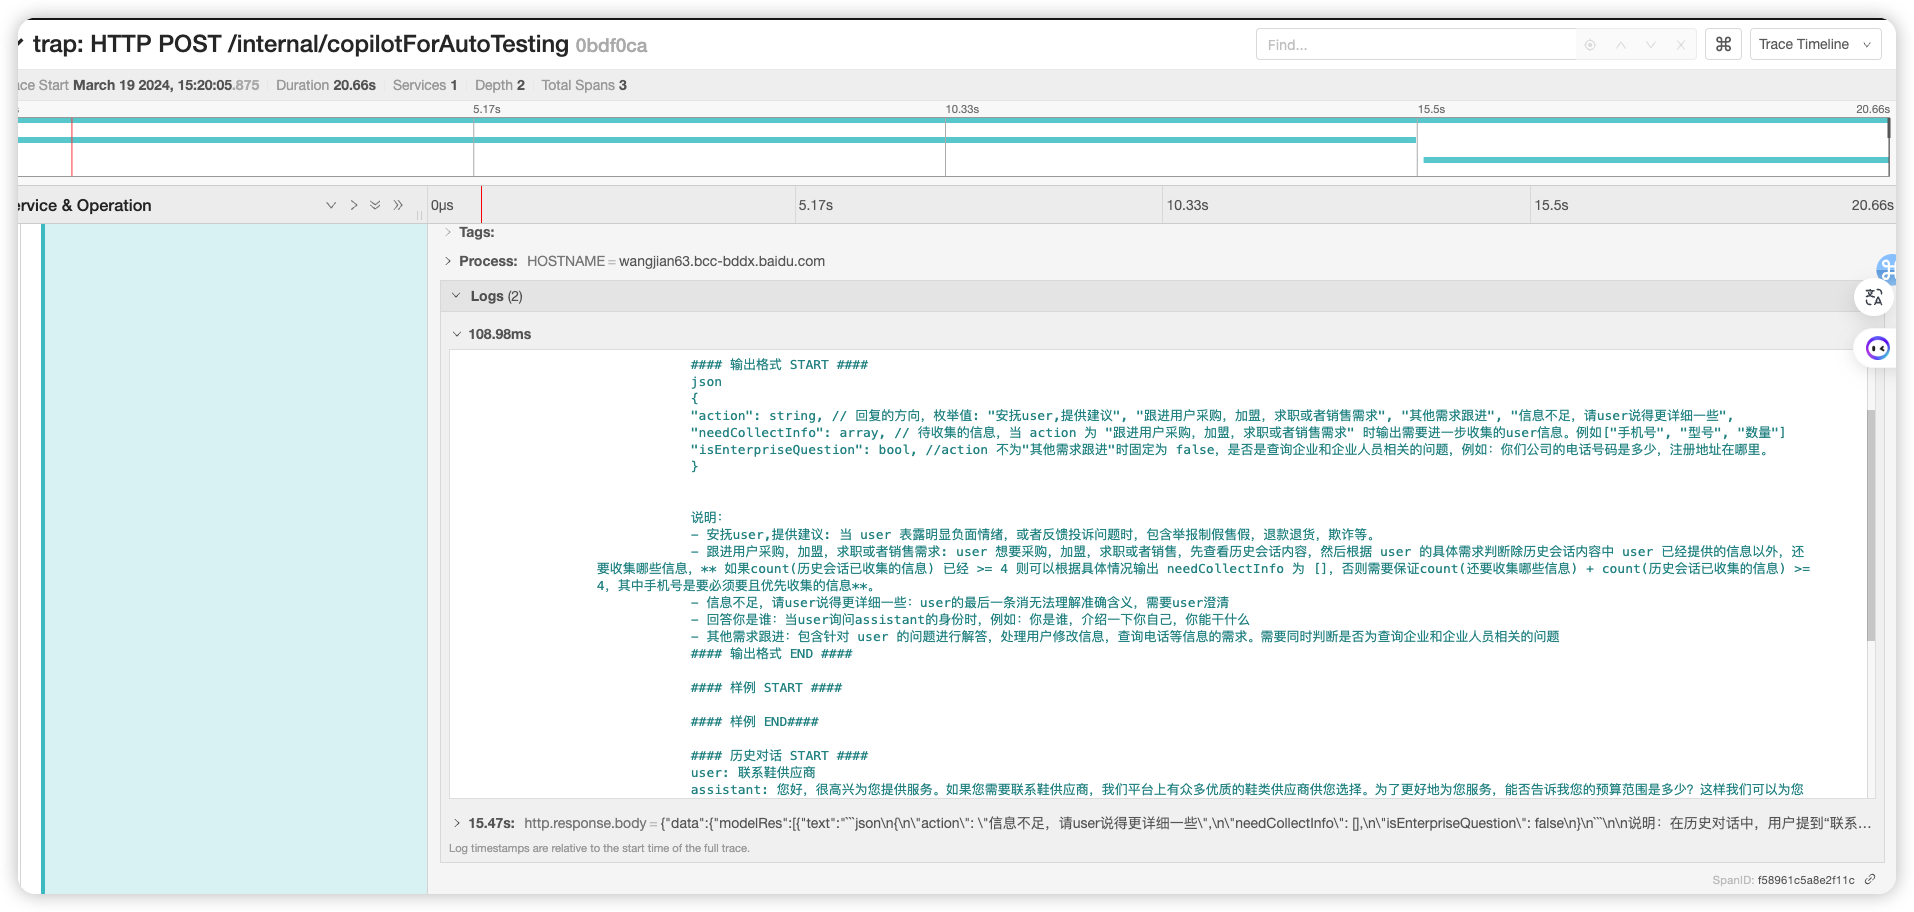 trap: HTTP POST /internal/copilotForAutoTesting 0bdf0ca
Find...
Trace Timeline
ace Start March 19 2024, 15:20:05.875 Duration 20.66s Services 1 Depth 2 Total Spans 3
5.17s 10.33s 15.5s 20.66s
ervice & Operation 0μs 5.17s 10.33s 15.5s 20.66s
Tags:
Process: HOSTNAME = wangjian63.bcc-bddx.baidu.com
Logs (2)
108.98ms
#### 输出格式 START ####
json
{
"action": string, // 回复的方向，枚举值: "安抚user,提供建议", "跟进用户采购，加盟，求职或者销售需求", "其他需求跟进", "信息不足，请user说得更详细一些",
"needCollectInfo": array, // 待收集的信息，当 action 为 "跟进用户采购，加盟，求职或者销售需求" 时输出需要进一步收集的user信息。例如["手机号", "型号", "数量"]
"isEnterpriseQuestion": bool, //action 不为"其他需求跟进"时固定为 false，是否是查询企业和企业人员相关的问题，例如：你们公司的电话号码是多少，注册地址在哪里。
}
说明：
- 安抚user,提供建议: 当 user 表露明显负面情绪，或者反馈投诉问题时，包含举报制假售假，退款退货，欺诈等。
- 跟进用户采购，加盟，求职或者销售需求: user 想要采购，加盟，求职或者销售，先查看历史会话内容，然后根据 user 的具体需求判断除历史会话内容中 user 已经提供的信息以外，还
要收集哪些信息，** 如果count(历史会话已收集的信息) 已经 >= 4 则可以根据具体情况输出 needCollectInfo 为 []，否则需要保证count(还要收集哪些信息) + count(历史会话已收集的信息) >=
4，其中手机号是要必须要且优先收集的信息**。
- 信息不足，请user说得更详细一些：user的最后一条消无法理解准确含义，需要user澄清
- 回答你是谁：当user询问assistant的身份时，例如：你是谁，介绍一下你自己，你能干什么
- 其他需求跟进：包含针对 user 的问题进行解答，处理用户修改信息，查询电话等信息的需求。需要同时判断是否为查询企业和企业人员相关的问题
#### 输出格式 END ####
#### 样例 START ####
#### 样例 END####
#### 历史对话 START ####
user: 联系鞋供应商
assistant: 您好，很高兴为您提供服务。如果您需要联系鞋供应商，我们平台上有众多优质的鞋类供应商供您选择。为了更好地为您服务，能否告诉我您的预算范围是多少？这样我们可以为您
15.47s: http.response.body = {"data":{"modelRes":[{"text":"```json\n{\n\"action\": \"信息不足，请user说得更详细一些\",\n\"needCollectInfo\": [],\n\"isEnterpriseQuestion\": false\n}\n```\n\n说明：在历史对话中，用户提到“联系...
Log timestamps are relative to the start time of the full trace.
SpanID: f58961c5a8e2f11c